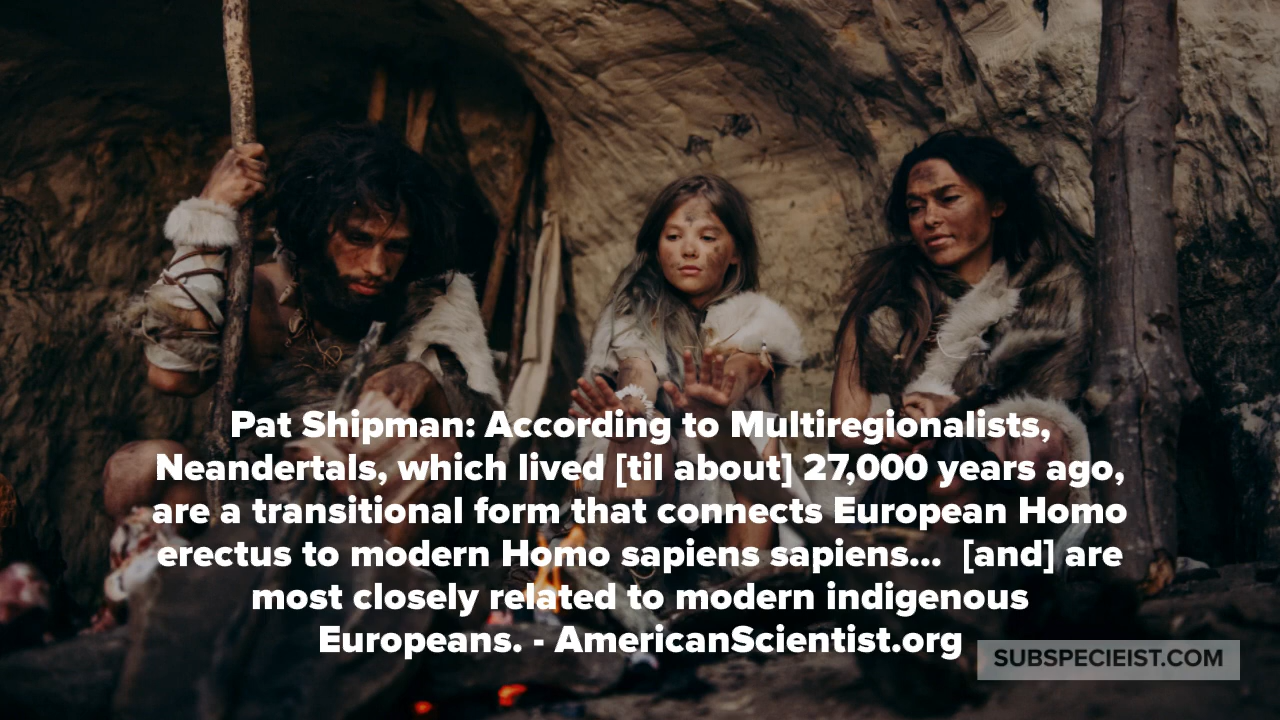 Pat Shipman: According to Multiregionalists,
Neandertals, which lived [til about] 27,000 years ago,
are a transitional form that connects European Homo
erectus to modern Homo sapiens sapiens...  [and] are
most closely related to modern indigenous
Europeans. - AmericanScientist.org
SUBSPECIEIST.COM